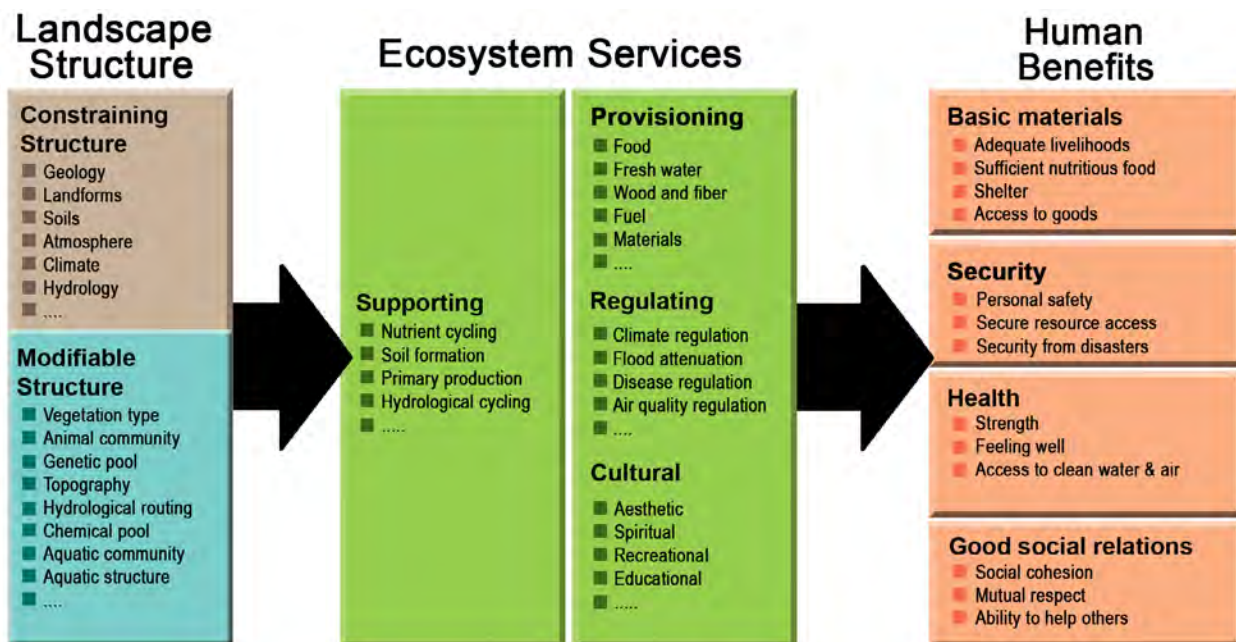 Landscape
Structure
Constraining
Structure
Geology
Landforms
Soils
Atmosphere
Climate
Hydrology
....
Modifiable
Structure
Vegetation type
Animal community
Genetic pool
Topography
Hydrological routing
Chemical pool
Aquatic community
Aquatic structure
....
Ecosystem Services
Supporting
Nutrient cycling
Soil formation
Primary production
Hydrological cycling
.....
Provisioning
Food
Fresh water
Wood and fiber
Fuel
Materials
....
Regulating
Climate regulation
Flood attenuation
Disease regulation
Air quality regulation
....
Cultural
Aesthetic
Spiritual
Recreational
Educational
.....
Human
Benefits
Basic materials
Adequate livelihoods
Sufficient nutritious food
Shelter
Access to goods
Security
Personal safety
Secure resource access
Security from disasters
Health
Strength
Feeling well
Access to clean water & air
Good social relations
Social cohesion
Mutual respect
Ability to help others